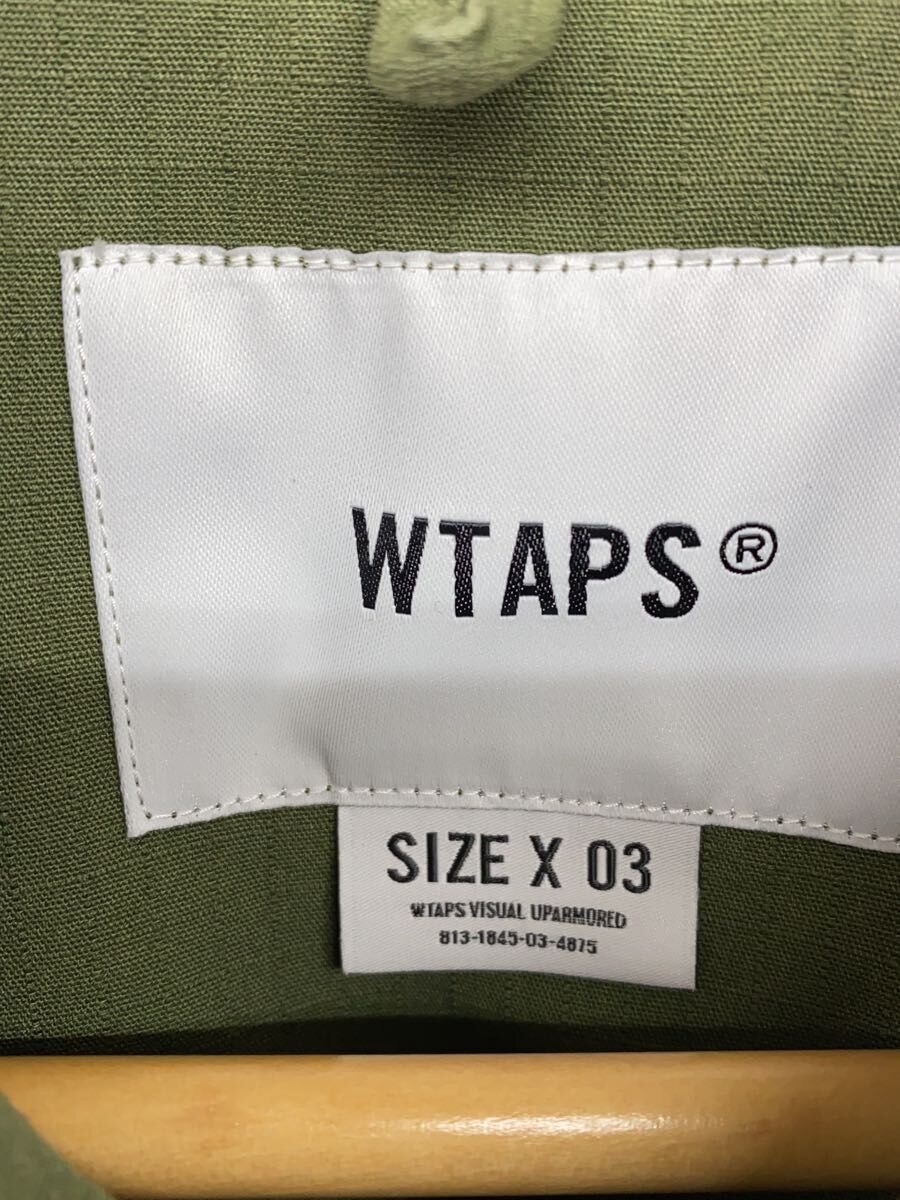 WTAPS®
SIZE X 03
WTAPS VISUAL UPARMORED
813-1845-03-4875